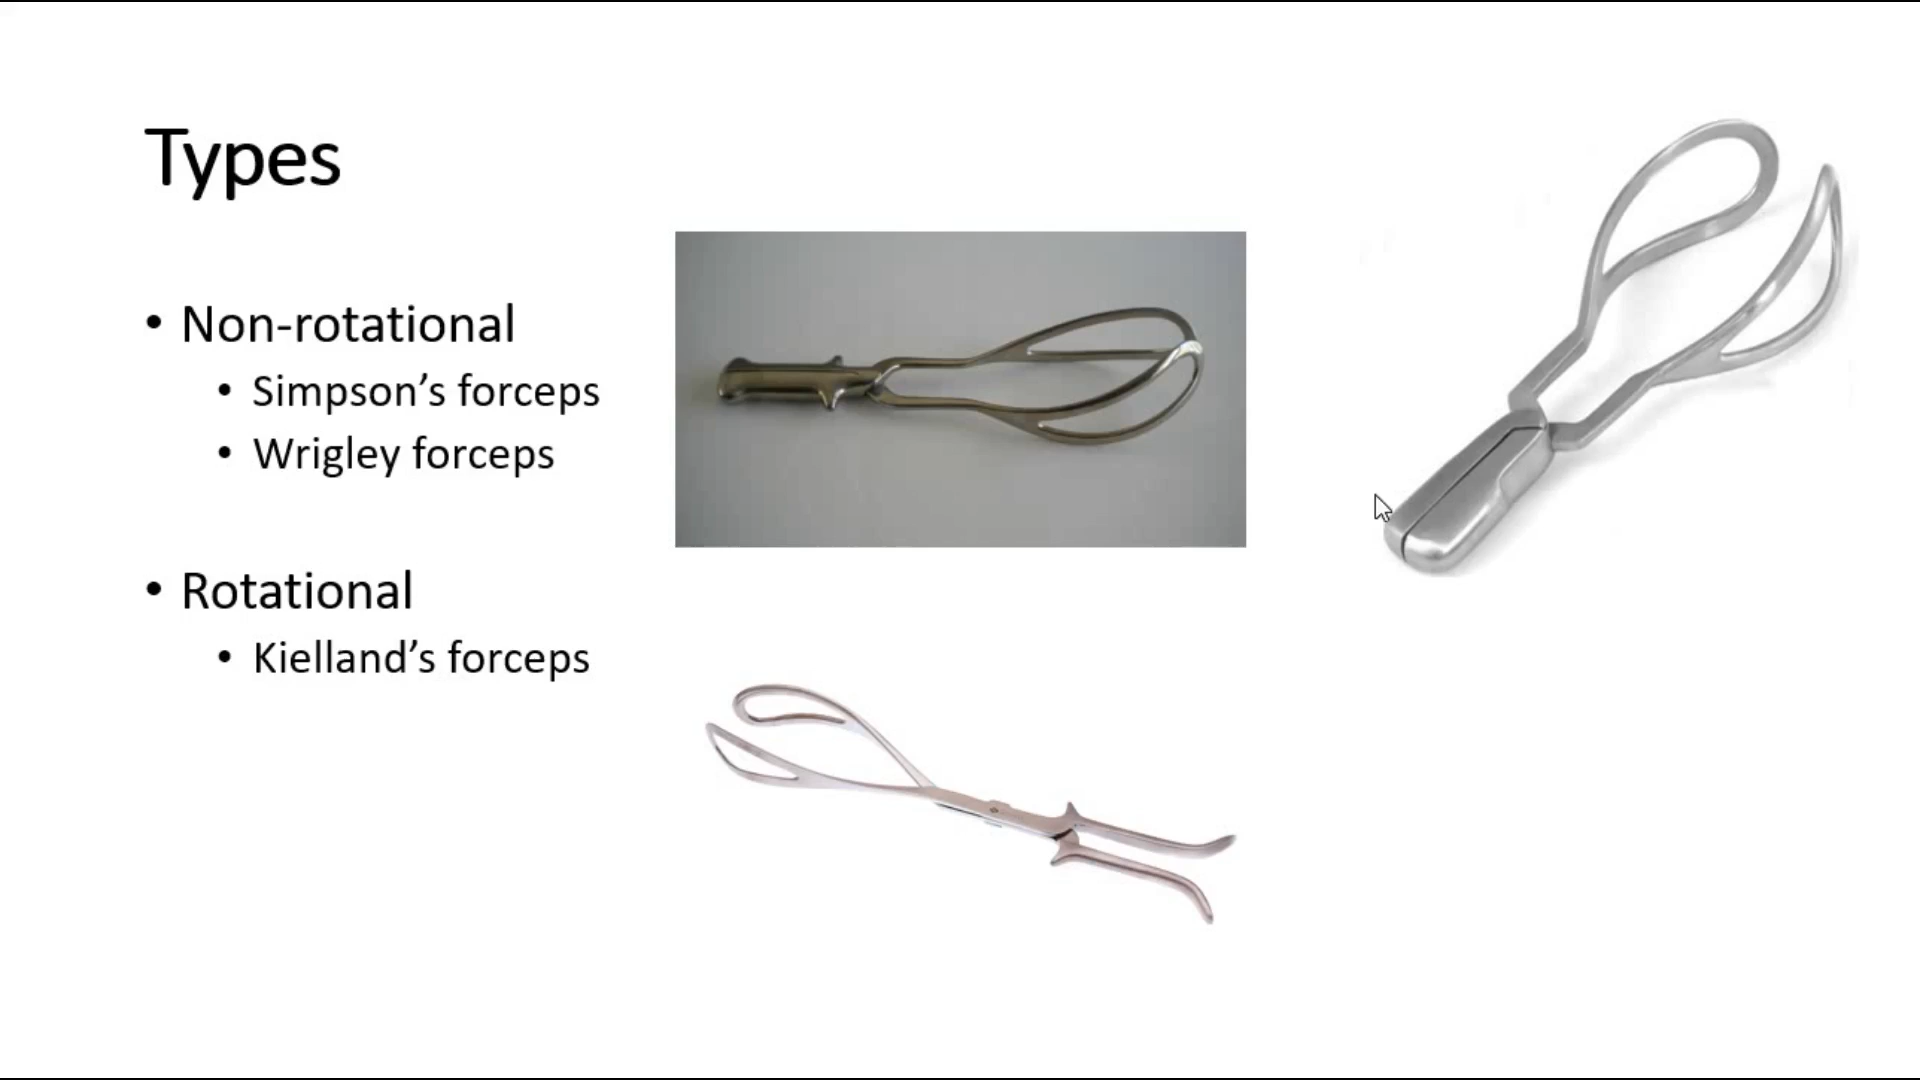 Types
• Non-rotational
• Simpson’s forceps
• Wrigley forceps
• Rotational
• Kielland’s forceps